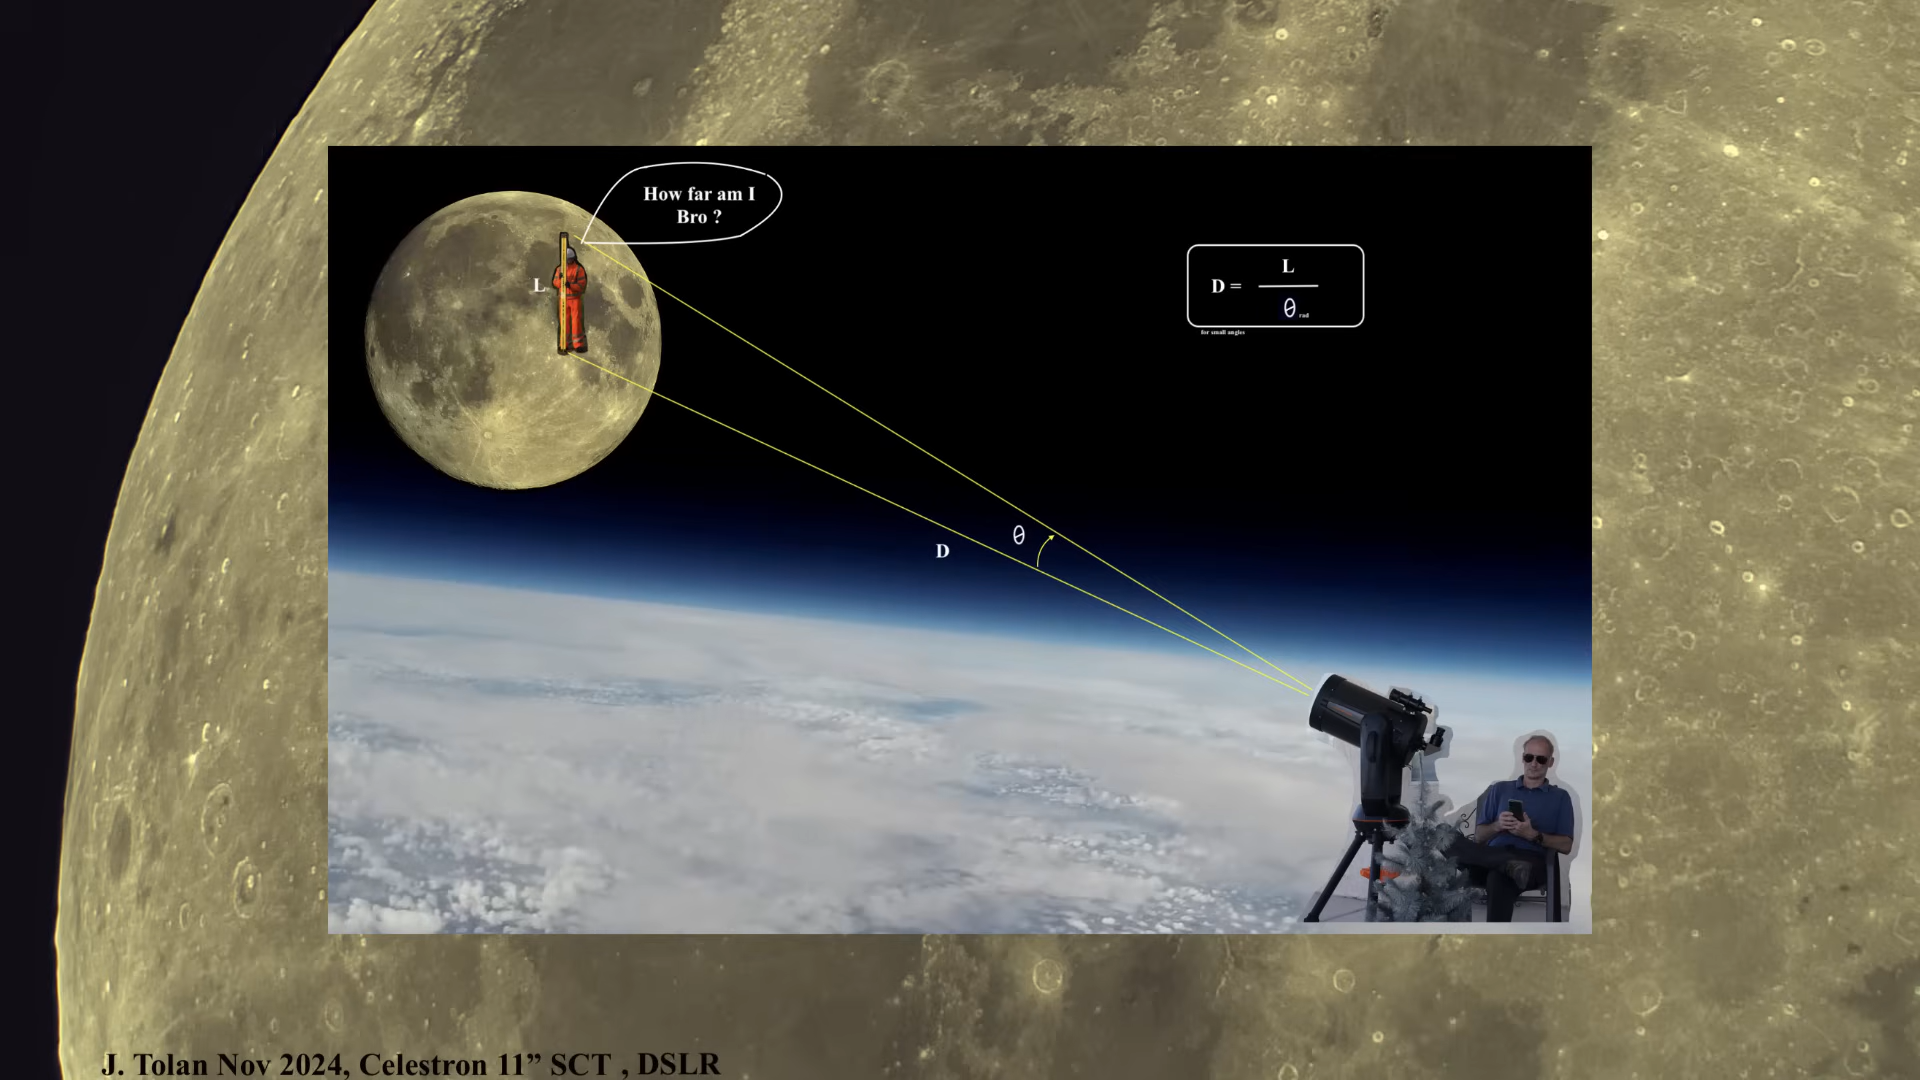 How far am I
Bro ?
L
L
D =
θ rad
for small angles
θ
D
J. Tolan Nov 2024, Celestron 11” SCT , DSLR